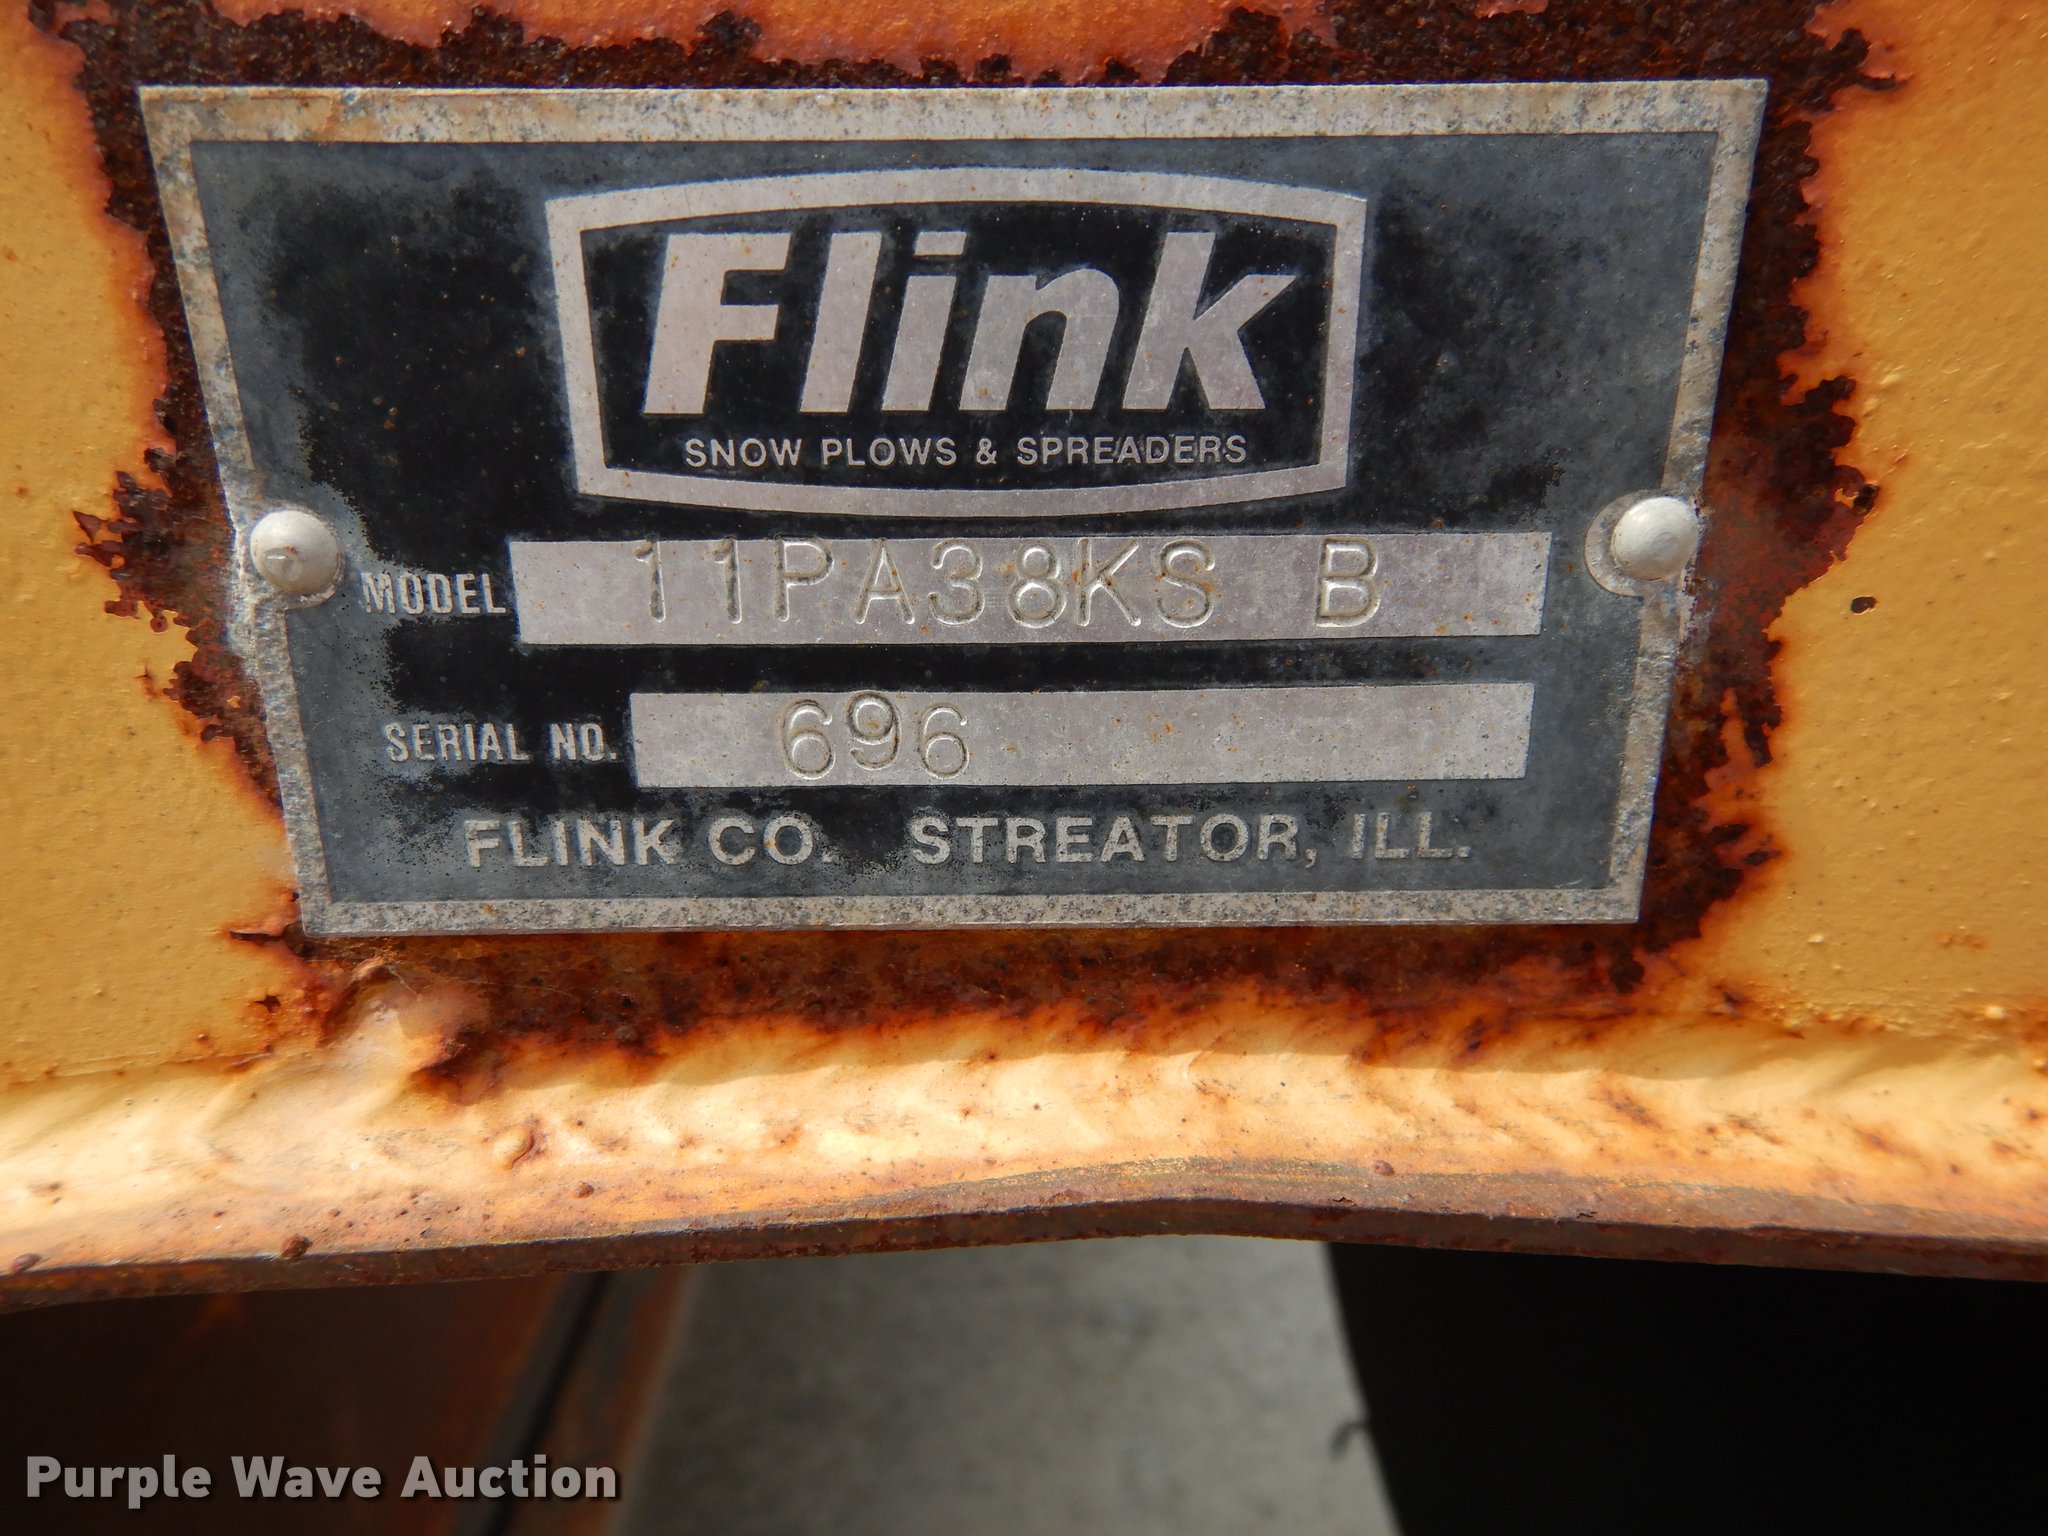 Flink
SNOW PLOWS & SPREADERS
MODEL 11PA38KS B
SERIAL NO. 696
FLINK CO. STREATOR, ILL.
Purple Wave Auction